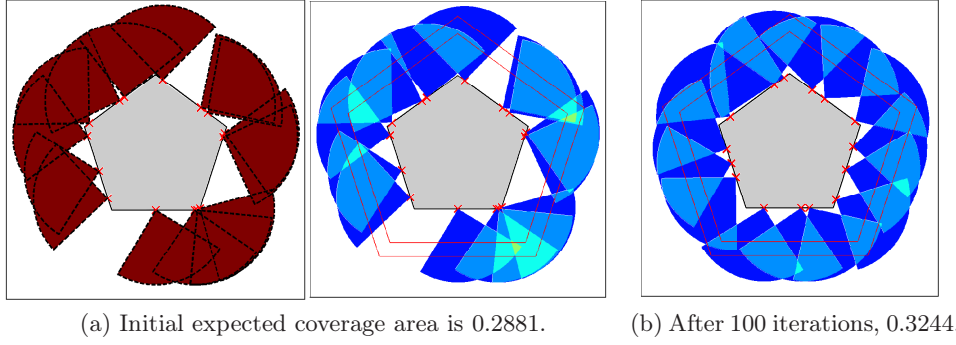 (a) Initial expected coverage area is 0.2881.
(b) After 100 iterations, 0.3244.